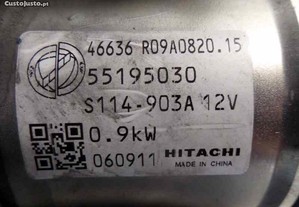 CustoJusto.pt
46636 R09A0820.15
55195030
S114-903A 12V
0.9kW
060911
HITACHI
MADE IN CHINA